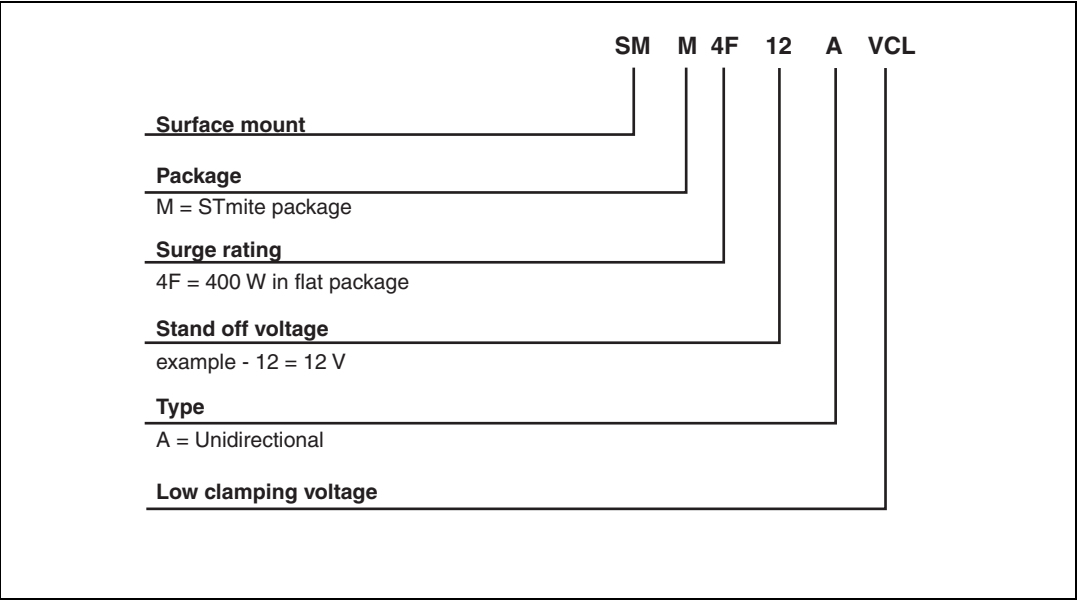 SM M 4F 12 A VCL
Surface mount
Package
M = STmite package
Surge rating
4F = 400 W in flat package
Stand off voltage
example - 12 = 12 V
Type
A = Unidirectional
Low clamping voltage